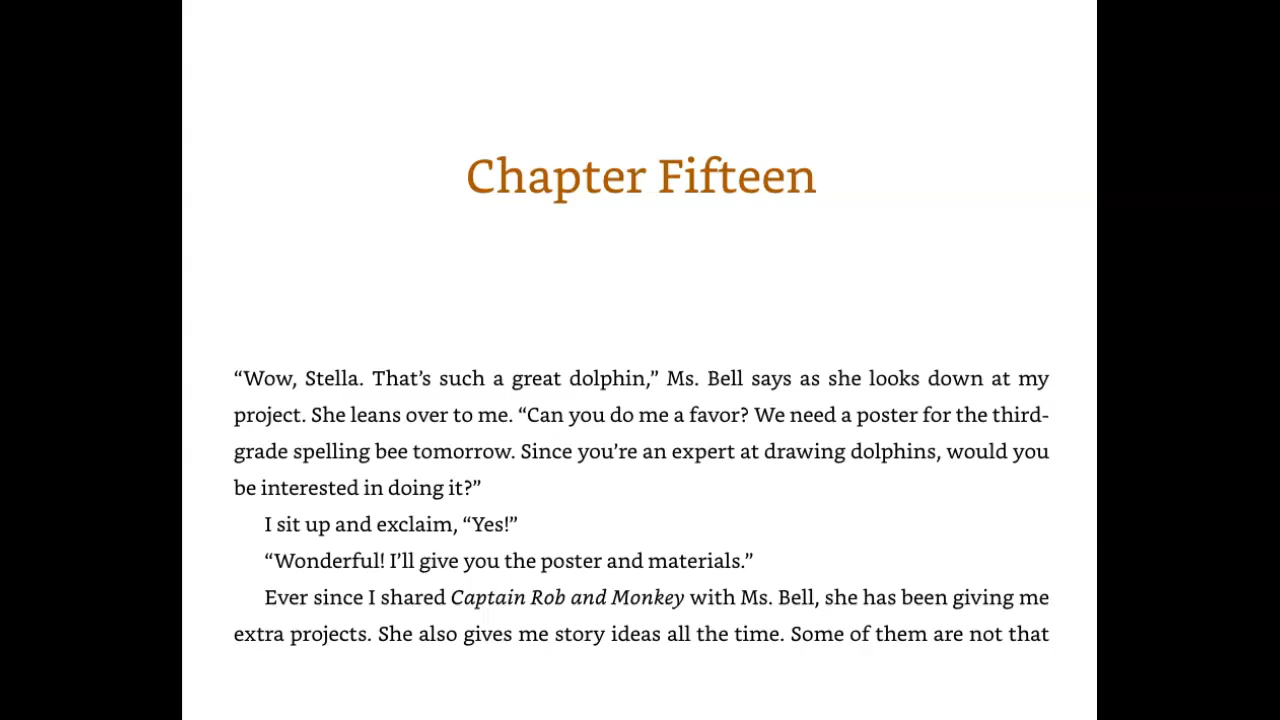 Chapter Fifteen
“Wow, Stella. That’s such a great dolphin,” Ms. Bell says as she looks down at my
project. She leans over to me. “Can you do me a favor? We need a poster for the third-
grade spelling bee tomorrow. Since you’re an expert at drawing dolphins, would you
be interested in doing it?”
I sit up and exclaim, “Yes!”
“Wonderful! I’ll give you the poster and materials.”
Ever since I shared Captain Rob and Monkey with Ms. Bell, she has been giving me
extra projects. She also gives me story ideas all the time. Some of them are not that